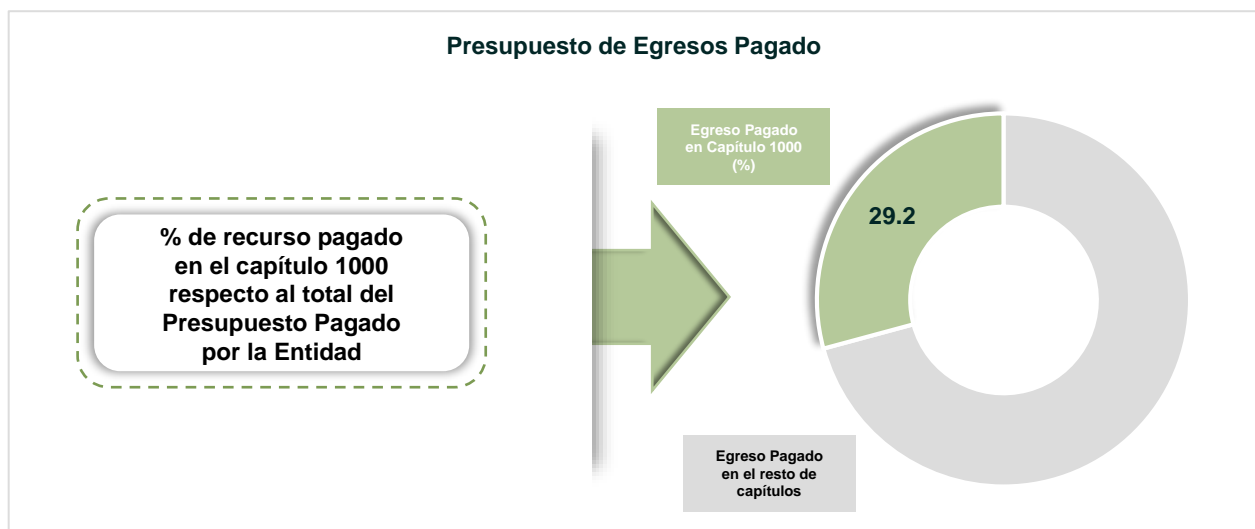 Presupuesto de Egresos Pagado
Egreso Pagado
en Capítulo 1000
(%)
29.2
% de recurso pagado
en el capítulo 1000
respecto al total del
Presupuesto Pagado
por la Entidad
Egreso Pagado
en el resto de
capítulos